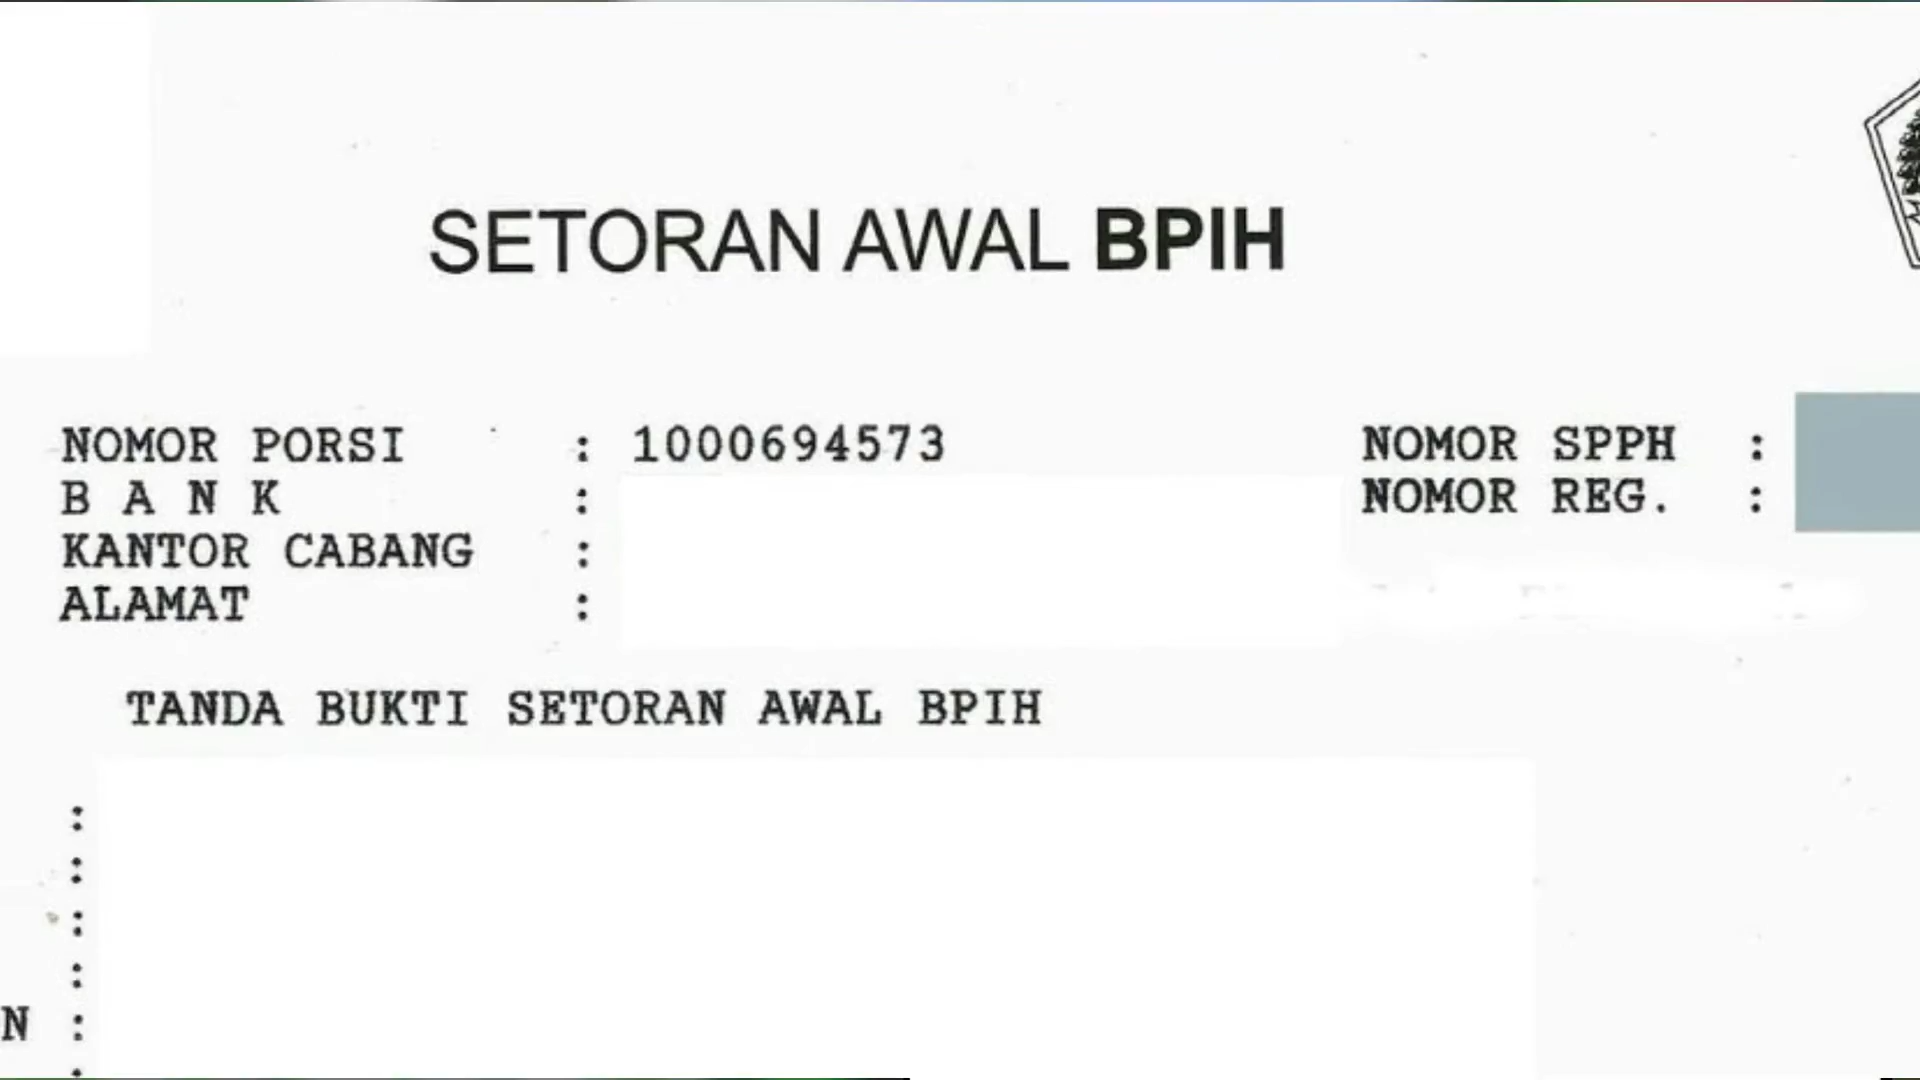 SETORAN AWAL BPIH
NOMOR PORSI : 1000694573 NOMOR SPPH :
B A N K : NOMOR REG. :
KANTOR CABANG :
ALAMAT :
TANDA BUKTI SETORAN AWAL BPIH
:
:
:
:
N :